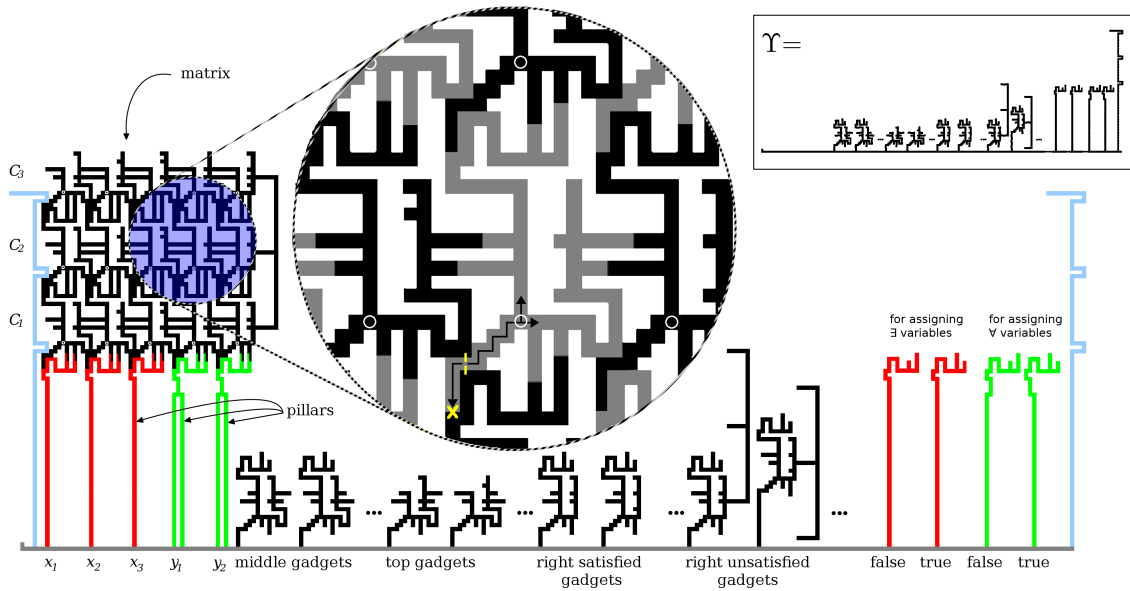 matrix
ϒ=
C₃
C₂
C₁
for assigning
∃ variables
for assigning
∀ variables
pillars
... ... ... ...
x₁ x₂ x₃ y₁ y₂ middle gadgets top gadgets right satisfied
gadgets
right unsatisfied
gadgets
false true false true